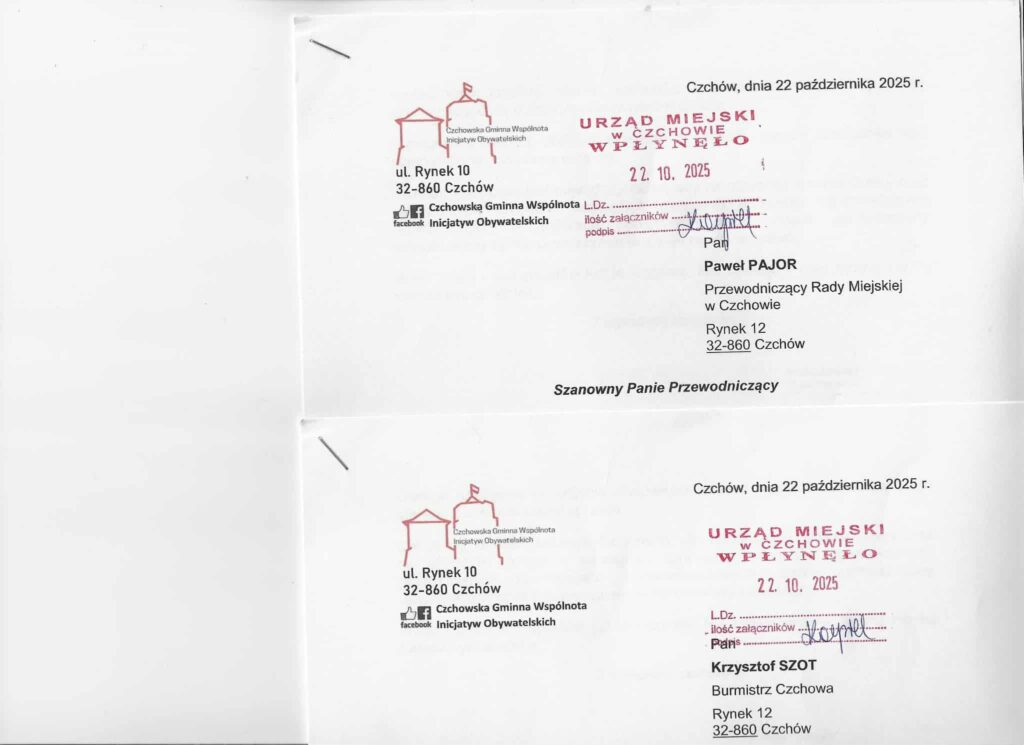 Czchów, dnia 22 października 2025 r.
Czchowska Gminna Wspólnota
Inicjatyw Obywatelskich
URZĄD MIEJSKI
W CZCHOWIE
WPŁYNĘŁO
22. 10. 2025
ul. Rynek 10
32-860 Czchów
facebook
Czchowską Gminna Wspólnota
Inicjatyw Obywatelskich
L.Dz.
ilość załączników
podpis
Pan
Paweł PAJOR
Przewodniczący Rady Miejskiej
w Czchowie
Rynek 12
32-860 Czchów
Szanowny Panie Przewodniczący
Czchów, dnia 22 października 2025 r.
Czchowska Gminna Wspólnota
Inicjatyw Obywatelskich
URZĄD MIEJSKI
W CZCHOWIE
WPŁYNĘŁO
22. 10. 2025
ul. Rynek 10
32-860 Czchów
facebook
Czchowska Gminna Wspólnota
Inicjatyw Obywatelskich
L.Dz.
ilość załączników
podpis
Pan
Krzysztof SZOT
Burmistrz Czchowa
Rynek 12
32-860 Czchów